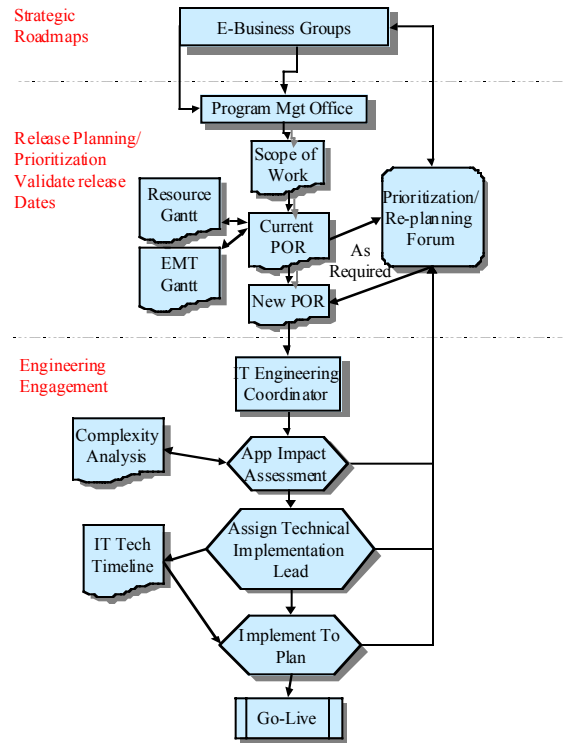 Strategic
Roadmaps
E-Business Groups
Program Mgt Office
Release Planning/
Prioritization
Validate release
Dates
Scope of
Work
Resource
Gantt
Prioritization/
Re-planning
Forum
Current
POR
EMT
Gantt
As
Required
New POR
Engineering
Engagement
IT Engineering
Coordinator
Complexity
Analysis
App Impact
Assessment
Assign Technical
Implementation
Lead
IT Tech
Timeline
Implement To
Plan
Go-Live